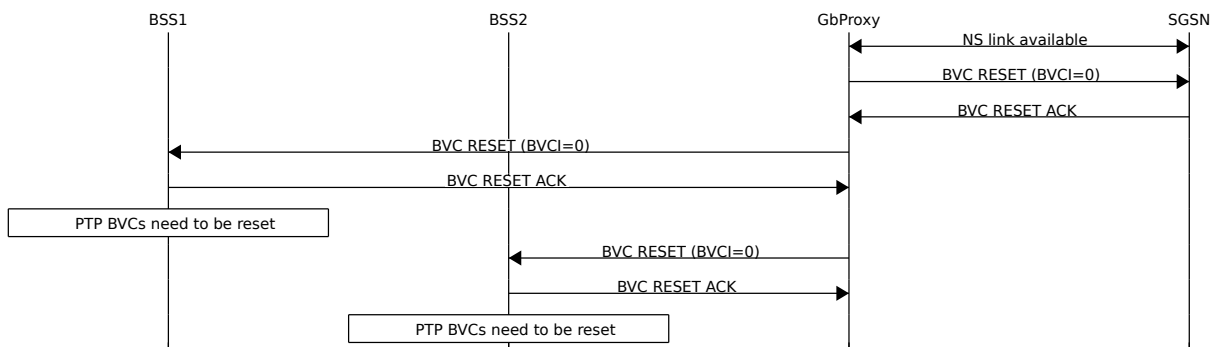 BSS1 BSS2 GbProxy SGSN
NS link available
BVC RESET (BVCI=0)
BVC RESET ACK
BVC RESET (BVCI=0)
BVC RESET ACK
PTP BVCs need to be reset
BVC RESET (BVCI=0)
BVC RESET ACK
PTP BVCs need to be reset